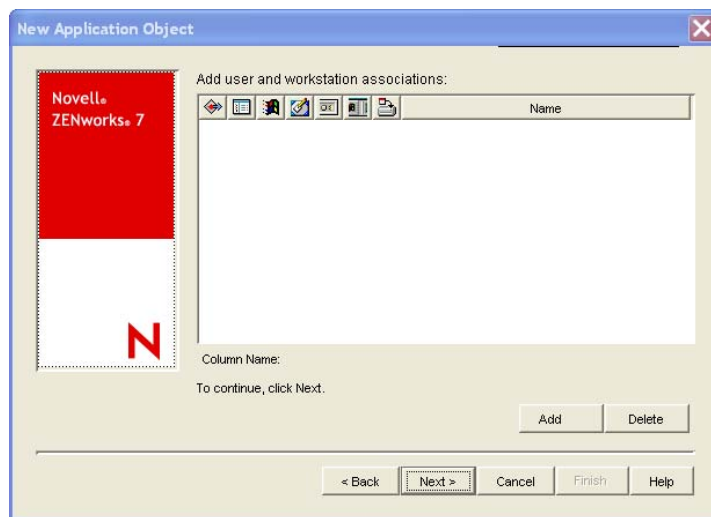 New Application Object
Novell®
ZENworks® 7
Add user and workstation associations:
Name
N
Column Name:
To continue, click Next.
Add
Delete
< Back
Next >
Cancel
Finish
Help